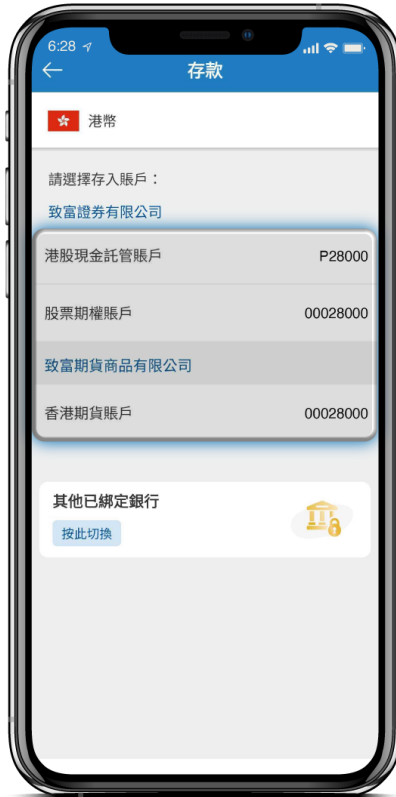 6:28
存款
港幣
請選擇存入賬戶：
致富證券有限公司
港股現金託管賬戶 P28000
股票期權賬戶 00028000
致富期貨商品有限公司
香港期貨賬戶 00028000
其他已綁定銀行
按此切換